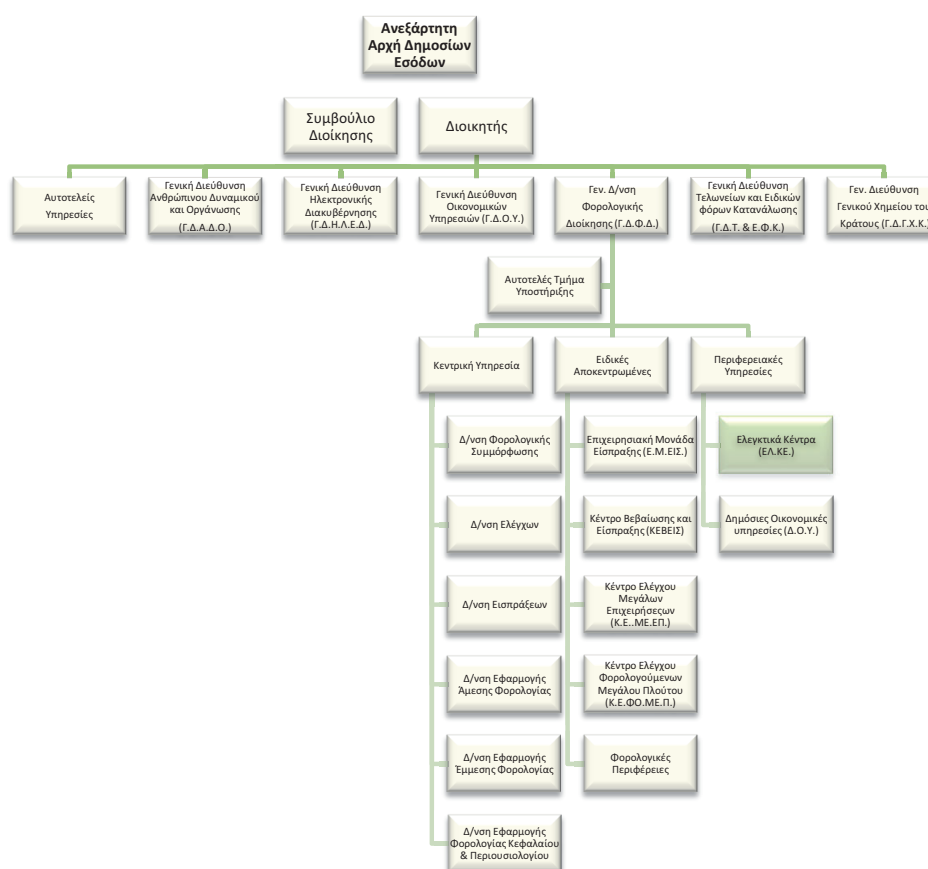 Ανεξάρτητη
Αρχή Δημοσίων
Εσόδων
Συμβούλιο
Διοίκησης
Διοικητής
Αυτοτελείς
Υπηρεσίες
Γενική Διεύθυνση
Ανθρώπινου Δυναμικού
και Οργάνωσης
(Γ.Δ.Α.Δ.Ο.)
Γενική Διεύθυνση
Ηλεκτρονικής
Διακυβέρνησης
(Γ.Δ.Η.Λ.Ε.Δ.)
Γενική Διεύθυνση
Οικονομικών
Υπηρεσιών (Γ.Δ.Ο.Υ.)
Γεν. Δ/νση
Φορολογικής
Διοίκησης (Γ.Δ.Φ.Δ.)
Γενική Διεύθυνση
Τελωνείων και Ειδικών
φόρων Κατανάλωσης
(Γ.Δ.Τ. & Ε.Φ.Κ.)
Γεν. Διεύθυνση
Γενικού Χημείου του
Κράτους (Γ.Δ.Γ.Χ.Κ.)
Αυτοτελές Τμήμα
Υποστήριξης
Κεντρική Υπηρεσία
Ειδικές
Αποκεντρωμένες
Περιφερειακές
Υπηρεσίες
Δ/νση Φορολογικής
Συμμόρφωσης
Επιχειρησιακή Μονάδα
Είσπραξης (Ε.Μ.ΕΙΣ.)
Ελεγκτικά Κέντρα
(ΕΛ.ΚΕ.)
Δ/νση Ελέγχων
Κέντρο Βεβαίωσης και
Είσπραξης (ΚΕΒΕΙΣ)
Δημόσιες Οικονομικές
υπηρεσίες (Δ.Ο.Υ.)
Δ/νση Εισπράξεων
Κέντρο Ελέγχου
Μεγάλων
Επιχειρήσεςων
(Κ.Ε..ΜΕ.ΕΠ.)
Δ/νση Εφαρμογής
Άμεσης Φορολογίας
Κέντρο Ελέγχου
Φορολογούμενων
Μεγάλου Πλούτου
(Κ.Ε.ΦΟ.ΜΕ.Π.)
Δ/νση Εφαρμογής
Έμμεσης Φορολογίας
Φορολογικές
Περιφέρειες
Δ/νση Εφαρμογής
Φορολογίας Κεφαλαίου
& Περιουσιολογίου